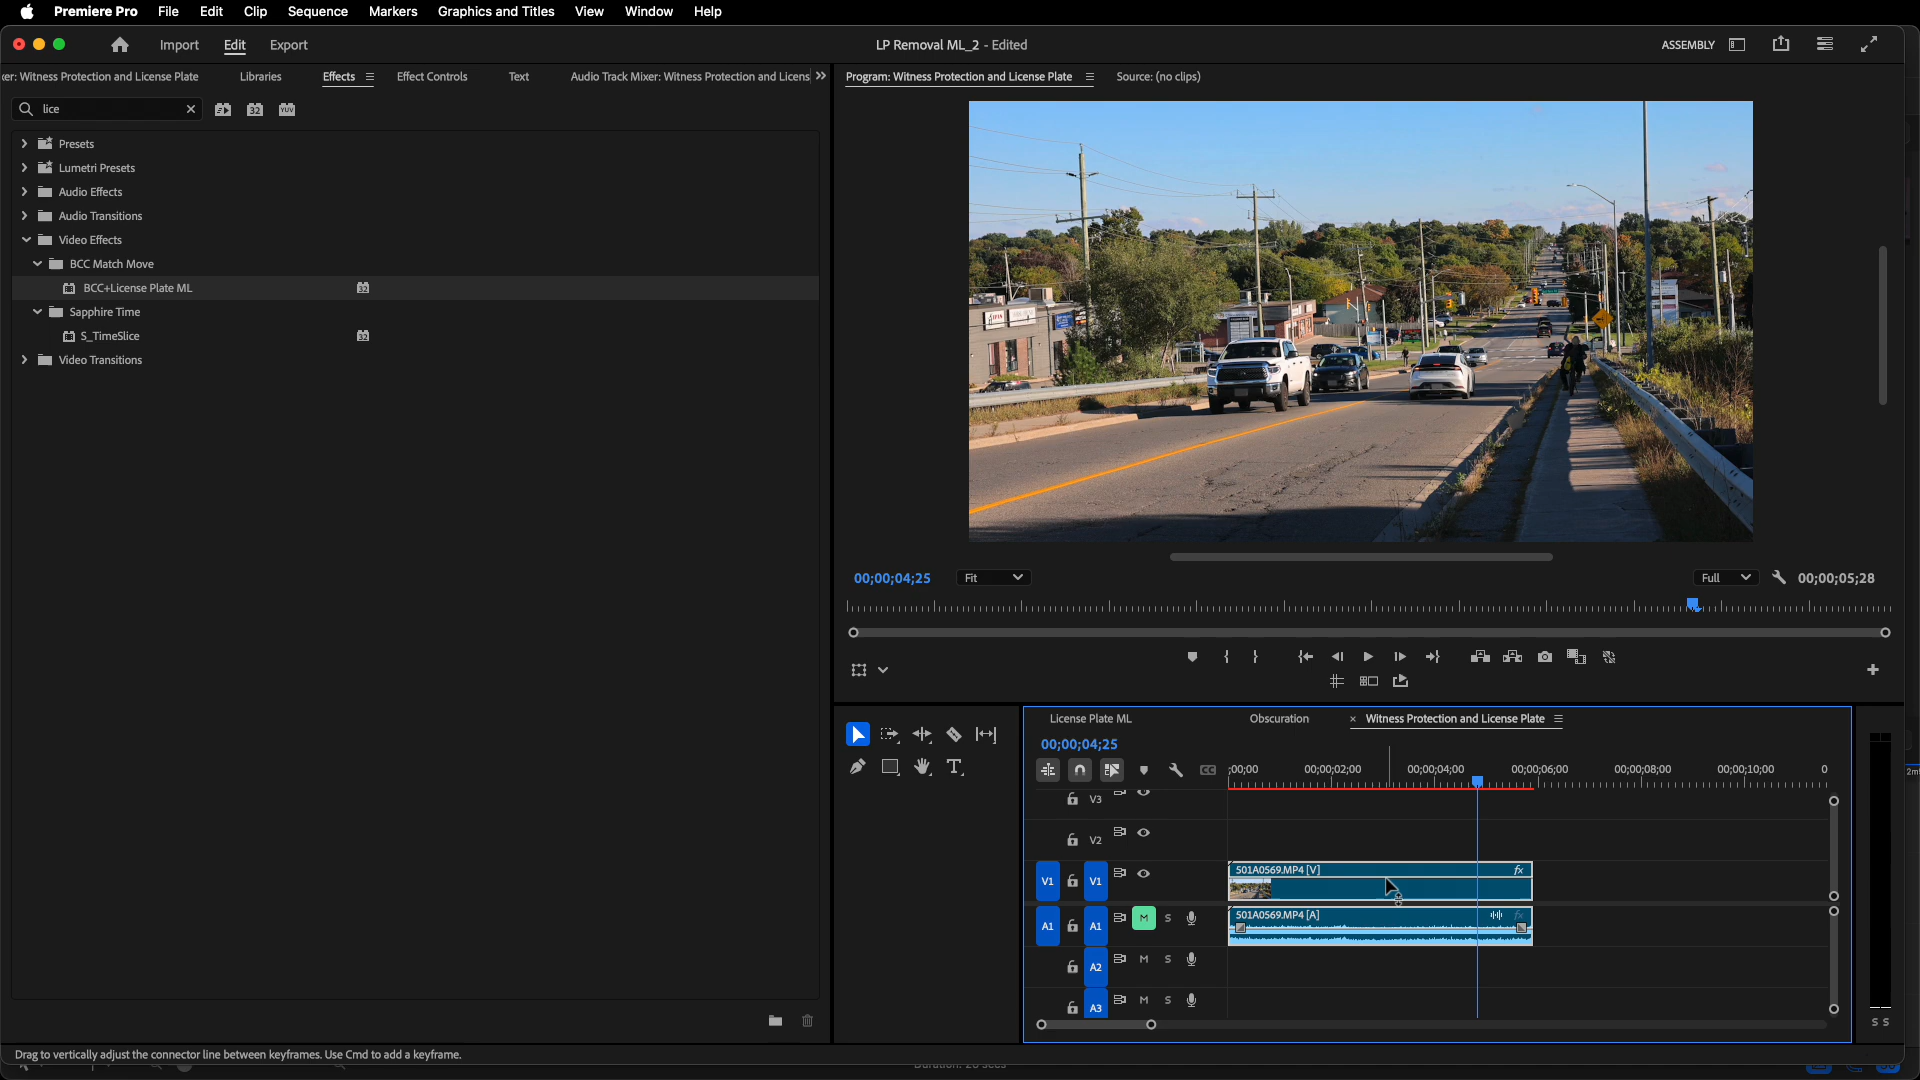 Premiere Pro File Edit Clip Sequence Markers Graphics and Titles View Window Help
Import Edit Export
LP Removal ML_2 - Edited
ASSEMBLY
er: Witness Protection and License Plate Libraries Effects Effect Controls Text Audio Track Mixer: Witness Protection and Licens
Program: Witness Protection and License Plate Source: (no clips)
lice
32 YUV
Presets
Lumetri Presets
Audio Effects
Audio Transitions
Video Effects
BCC Match Move
BCC+License Plate ML 32
Sapphire Time
S_TimeSlice 32
Video Transitions
00;00;04;25 Fit Full 00;00;05;28
License Plate ML Obscuration × Witness Protection and License Plate
00;00;04;25
CC ;00;00 00;00;02;00 00;00;04;00 00;00;06;00 00;00;08;00 00;00;10;00 0
V3
V2
V1 V1 501A0569.MP4 [V] fx
A1 A1 M S 501A0569.MP4 [A] fx
A2 M S
A3 M S
S S
Drag to vertically adjust the connector line between keyframes. Use Cmd to add a keyframe.